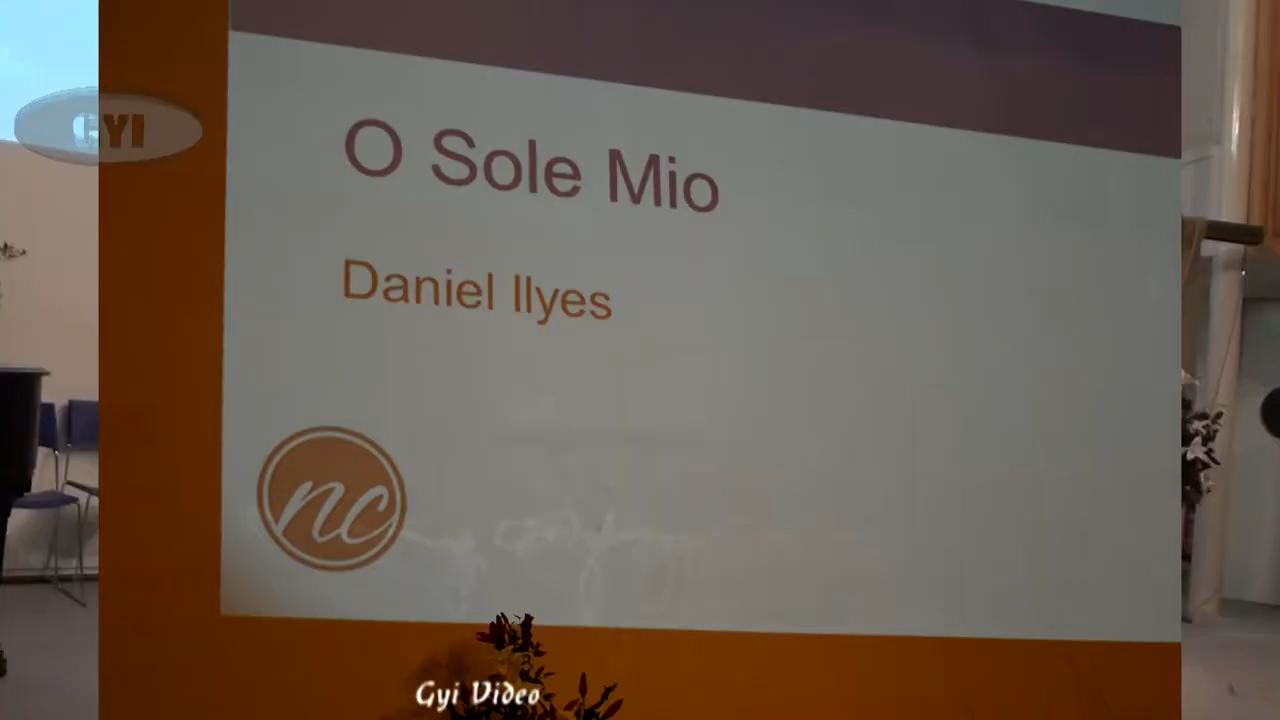 GYI
O Sole Mio
Daniel Ilyes
nc
Gyi Video